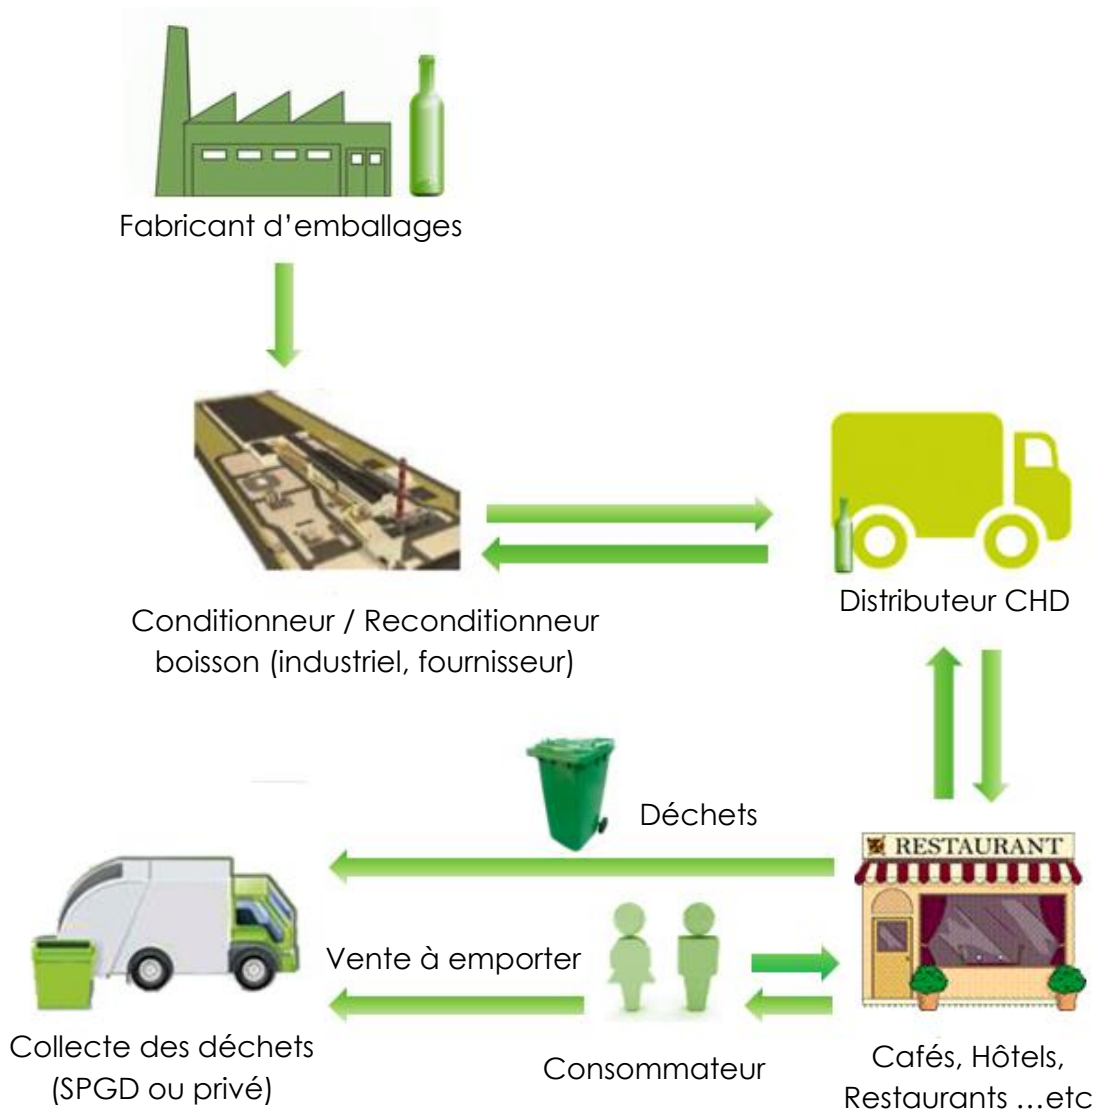 Fabricant d’emballages
Conditionneur / Reconditionneur
boisson (industriel, fournisseur)
Distributeur CHD
Déchets
RESTAURANT
Vente à emporter
Collecte des déchets
(SPGD ou privé)
Consommateur
Cafés, Hôtels,
Restaurants …etc